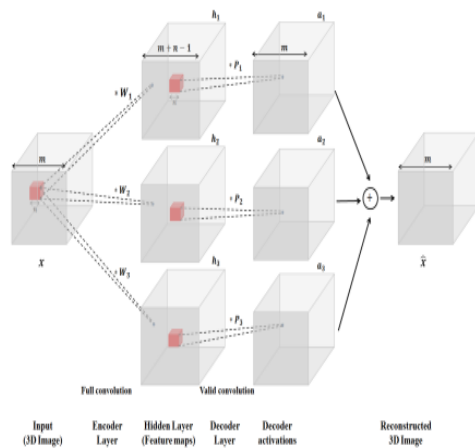 h₁
a₁
m + n − 1
m
* W₁
* P₁
n
h₂
a₂
m
* W₂
* P₂
m
n
x
+
x̂
h₃
a₃
* W₃
* P₃
Full convolution
Valid convolution
Input
(3D Image)
Encoder
Layer
Hidden Layer
(Feature maps)
Decoder
Layer
Decoder
activations
Reconstructed
3D Image